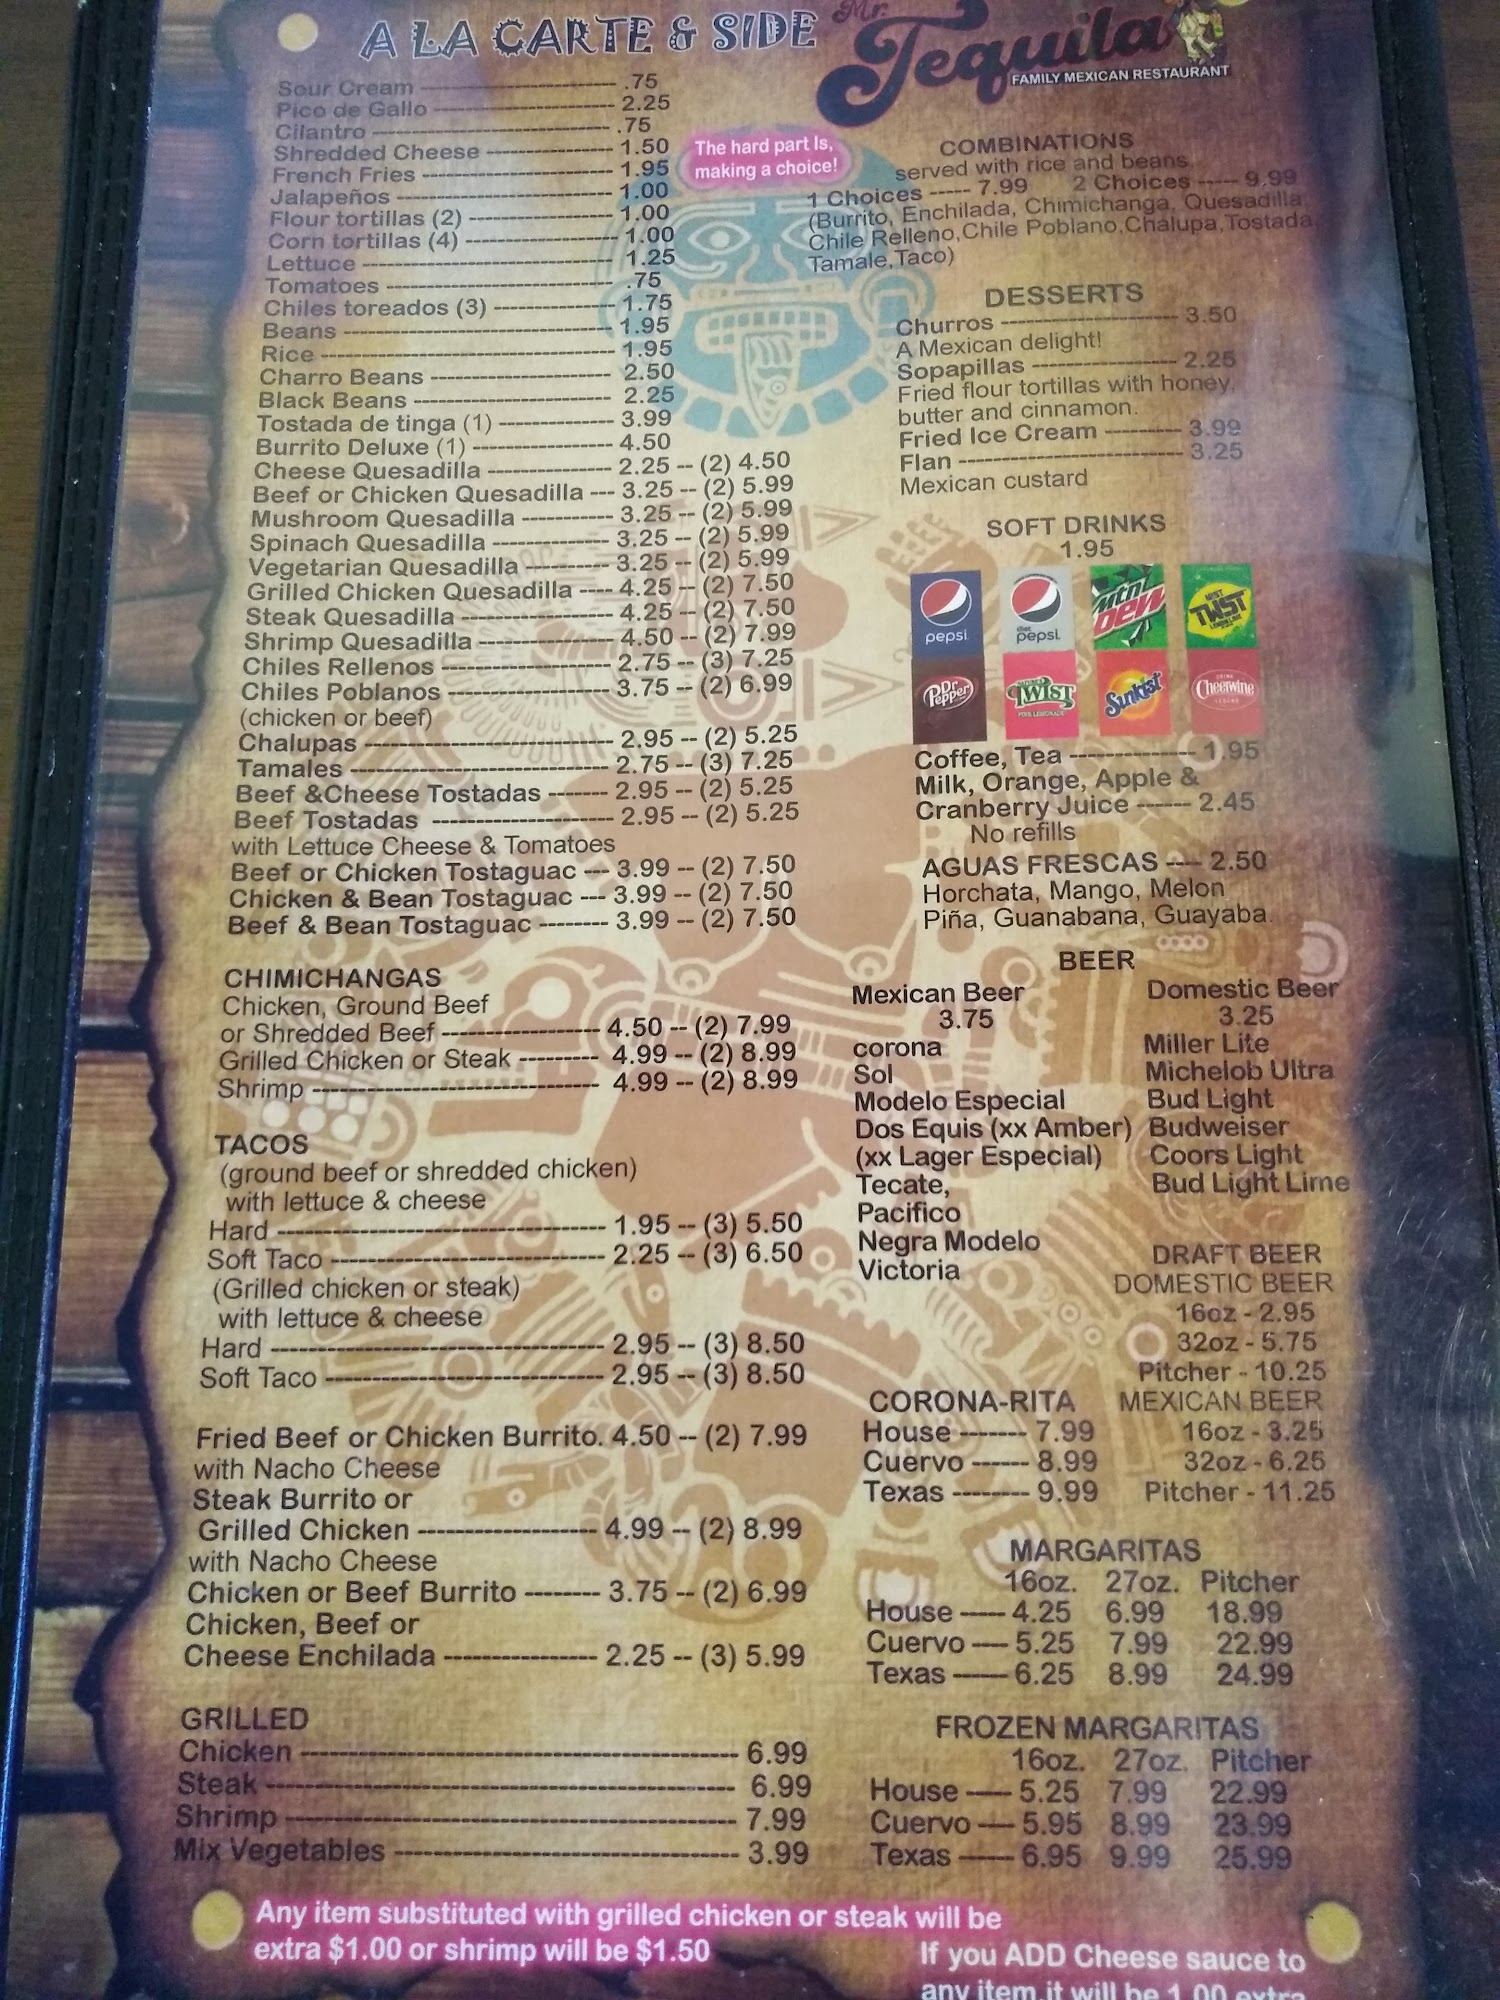 A LA CARTE & SIDE
Sour Cream .75
Pico de Gallo 2.25
Cilantro .75
Shredded Cheese 1.50
French Fries 1.95
Jalapeños 1.00
Flour tortillas (2) 1.00
Corn tortillas (4) 1.00
Lettuce 1.25
Tomatoes .75
Chiles toreados (3) 1.75
Beans 1.95
Rice 1.95
Charro Beans 2.50
Black Beans 2.25
Tostada de tinga (1) 3.99
Burrito Deluxe (1) 4.50
Cheese Quesadilla 2.25 -- (2) 4.50
Beef or Chicken Quesadilla --- 3.25 -- (2) 5.99
Mushroom Quesadilla 3.25 -- (2) 5.99
Spinach Quesadilla 3.25 -- (2) 5.99
Vegetarian Quesadilla 3.25 -- (2) 5.99
Grilled Chicken Quesadilla ---- 4.25 -- (2) 7.50
Steak Quesadilla 4.25 -- (2) 7.50
Shrimp Quesadilla 4.50 -- (2) 7.99
Chiles Rellenos 2.75 -- (3) 7.25
Chiles Poblanos 3.75 -- (2) 6.99
(chicken or beef)
Chalupas 2.95 -- (2) 5.25
Tamales 2.75 -- (3) 7.25
Beef &Cheese Tostadas 2.95 -- (2) 5.25
Beef Tostadas 2.95 -- (2) 5.25
with Lettuce Cheese & Tomatoes
Beef or Chicken Tostaguac --- 3.99 -- (2) 7.50
Chicken & Bean Tostaguac --- 3.99 -- (2) 7.50
Beef & Bean Tostaguac 3.99 -- (2) 7.50
CHIMICHANGAS
Chicken, Ground Beef
or Shredded Beef 4.50 -- (2) 7.99
Grilled Chicken or Steak 4.99 -- (2) 8.99
Shrimp 4.99 -- (2) 8.99
TACOS
(ground beef or shredded chicken)
with lettuce & cheese
Hard 1.95 -- (3) 5.50
Soft Taco 2.25 -- (3) 6.50
(Grilled chicken or steak)
with lettuce & cheese
Hard 2.95 -- (3) 8.50
Soft Taco 2.95 -- (3) 8.50
Fried Beef or Chicken Burrito. 4.50 -- (2) 7.99
with Nacho Cheese
Steak Burrito or
Grilled Chicken 4.99 -- (2) 8.99
with Nacho Cheese
Chicken or Beef Burrito 3.75 -- (2) 6.99
Chicken, Beef or
Cheese Enchilada 2.25 -- (3) 5.99
GRILLED
Chicken 6.99
Steak 6.99
Shrimp 7.99
Mix Vegetables 3.99
Any item substituted with grilled chicken or steak will be
extra $1.00 or shrimp will be $1.50
Mr.
Tequila
FAMILY MEXICAN RESTAURANT
The hard part Is,
making a choice!
COMBINATIONS
served with rice and beans.
1 Choices ----- 7.99 2 Choices ----- 9.99
(Burrito, Enchilada, Chimichanga, Quesadilla
Chile Relleno,Chile Poblano,Chalupa,Tostada
Tamale,Taco)
DESSERTS
Churros 3.50
A Mexican delight!
Sopapillas 2.25
Fried flour tortillas with honey,
butter and cinnamon.
Fried Ice Cream 3.99
Flan 3.25
Mexican custard
SOFT DRINKS
1.95
pepsi diet pepsi mtn DEW MIST TWST
Dr Pepper TWIST PINK LEMONADE Sunkist Cheerwine LEGEND
Coffee, Tea 1.95
Milk, Orange, Apple &
Cranberry Juice 2.45
No refills
AGUAS FRESCAS ---- 2.50
Horchata, Mango, Melon
Piña, Guanabana, Guayaba.
BEER
Mexican Beer Domestic Beer
3.75 3.25
corona Miller Lite
Sol Michelob Ultra
Modelo Especial Bud Light
Dos Equis (xx Amber) Budweiser
(xx Lager Especial) Coors Light
Tecate, Bud Light Lime
Pacifico
Negra Modelo
Victoria
DRAFT BEER
DOMESTIC BEER
16oz - 2.95
32oz - 5.75
Pitcher - 10.25
MEXICAN BEER
16oz - 3.25
32oz - 6.25
Pitcher - 11.25
CORONA-RITA
House 7.99
Cuervo 8.99
Texas 9.99
MARGARITAS
16oz. 27oz. Pitcher
House 4.25 6.99 18.99
Cuervo 5.25 7.99 22.99
Texas 6.25 8.99 24.99
FROZEN MARGARITAS
16oz. 27oz. Pitcher
House 5.25 7.99 22.99
Cuervo 5.95 8.99 23.99
Texas 6.95 9.99 25.99
If you ADD Cheese sauce to
any item,it will be 1.00 extra